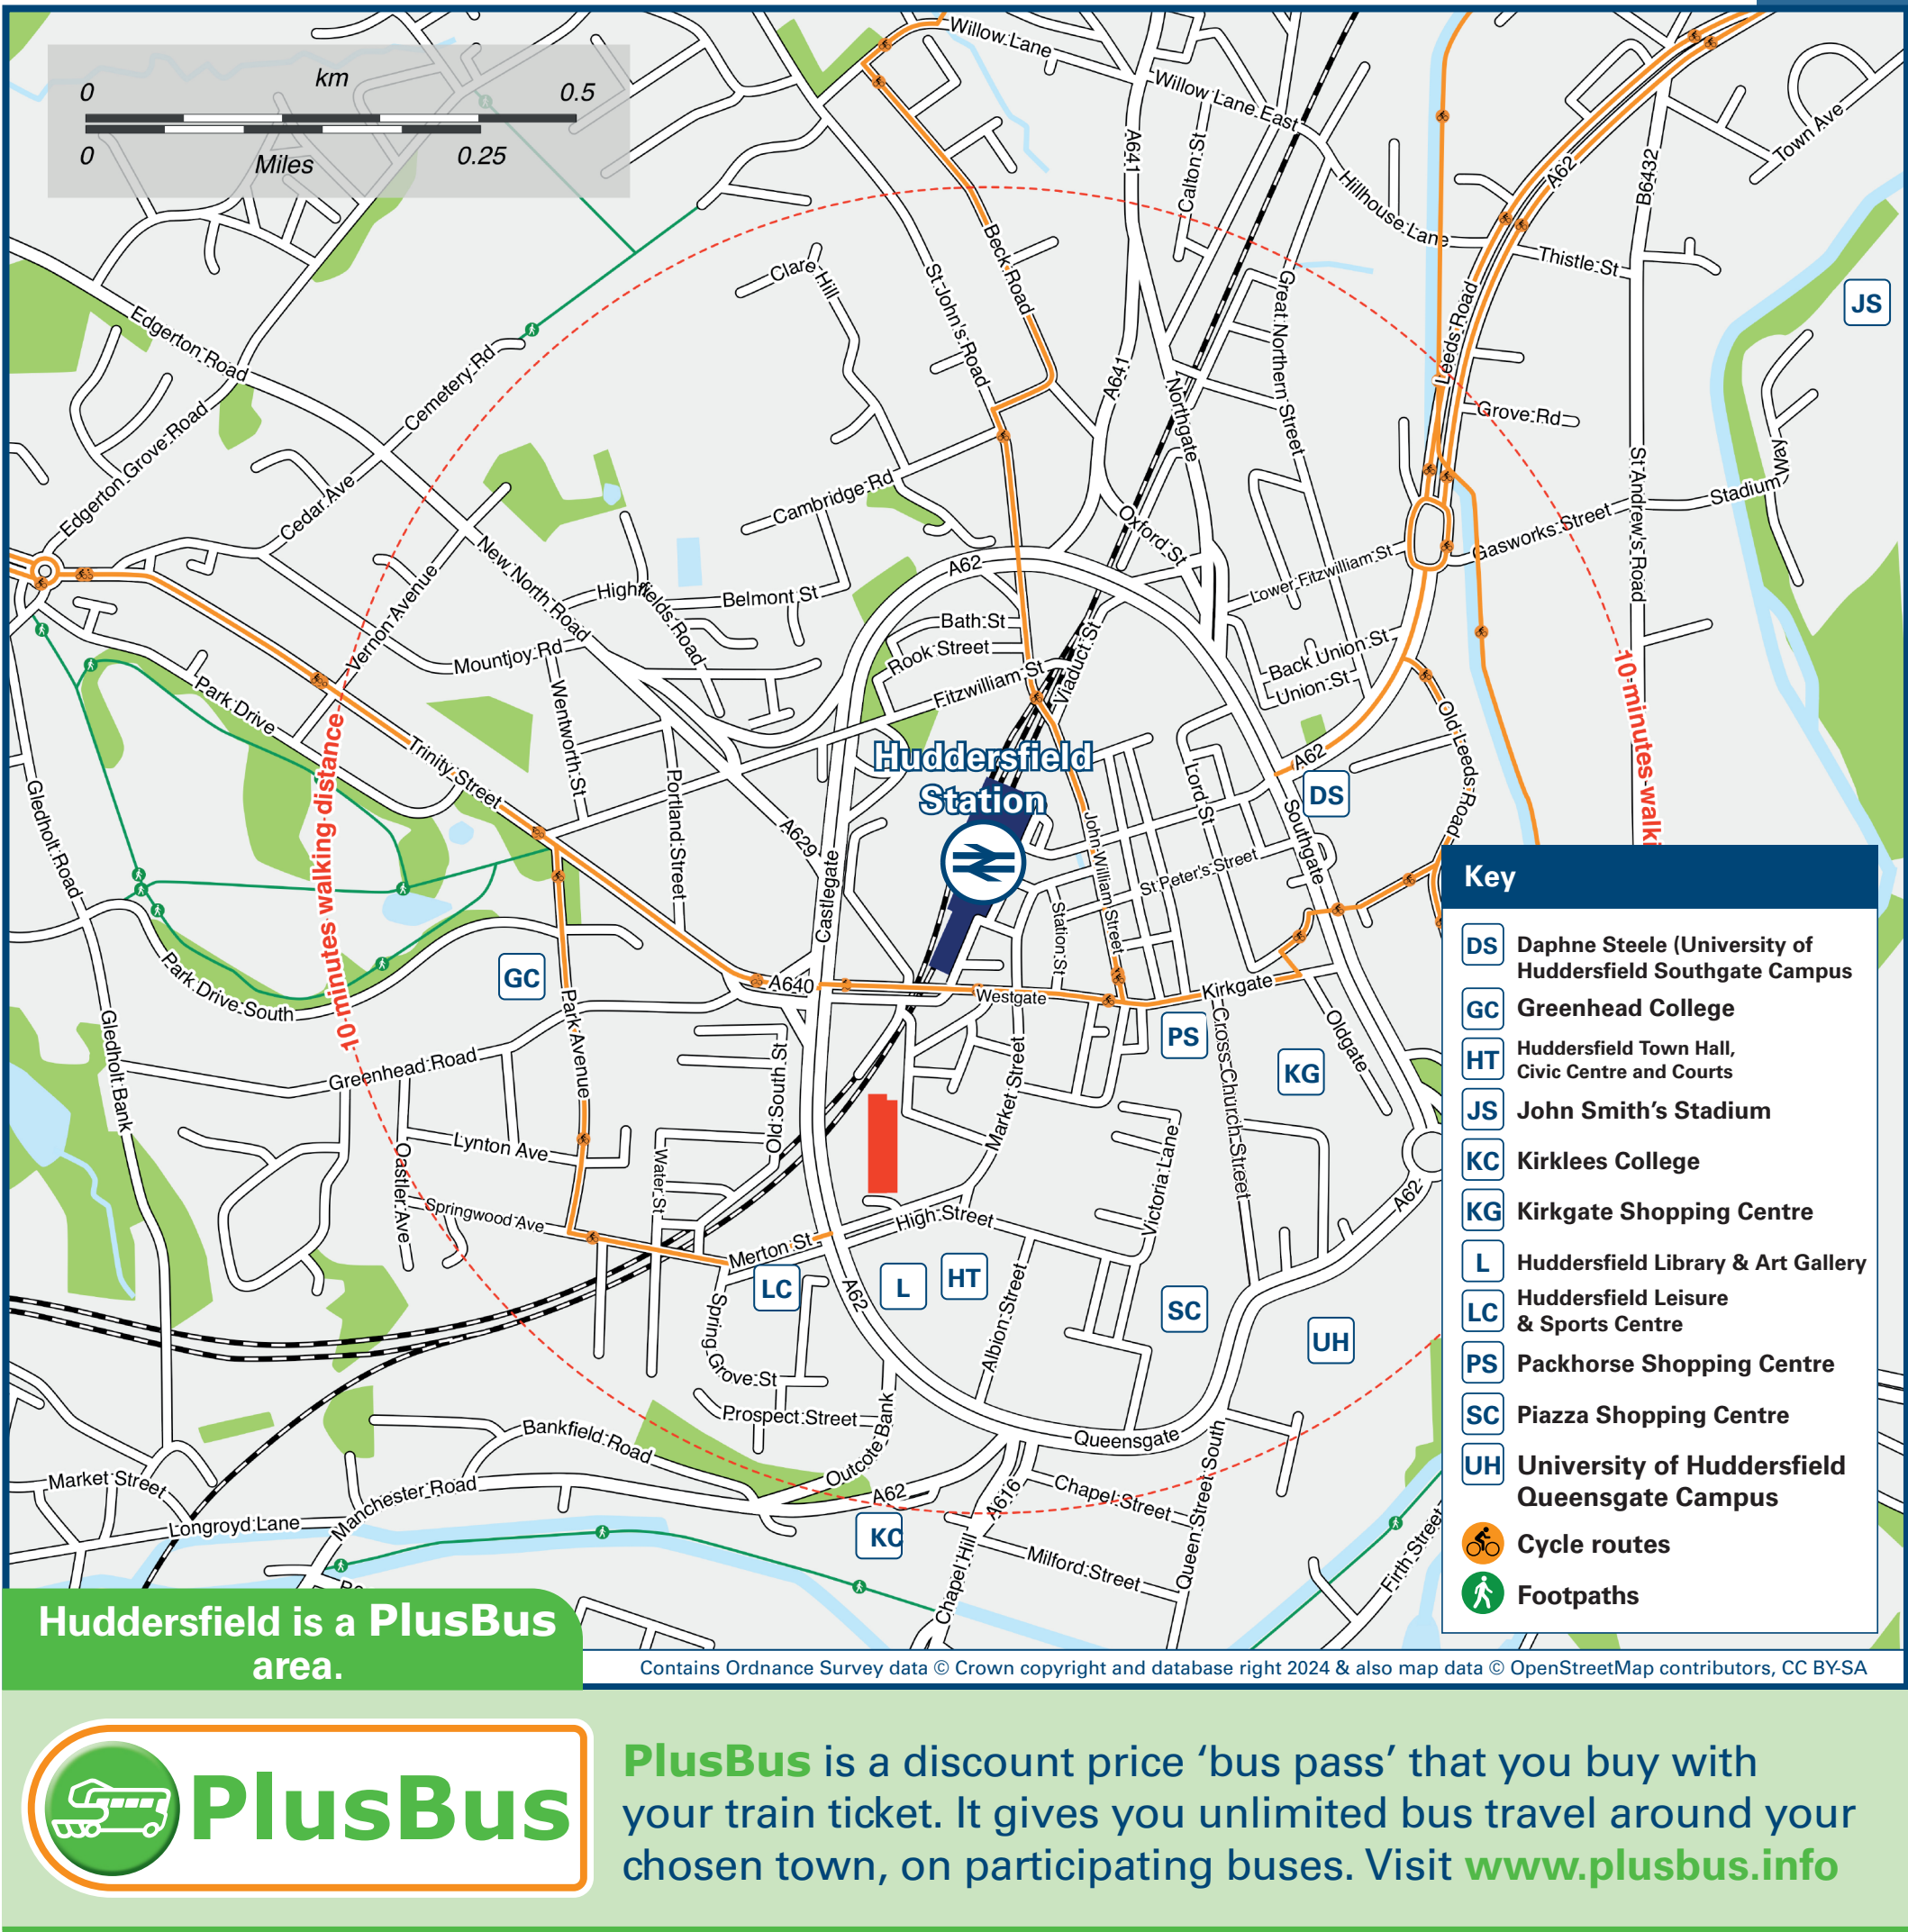 km
0
0.5
0
Miles
0.25
Willow Lane
Willow Lane East
A641
Calton St
Hillhouse Lane
A62
B6432
Town Ave
Thistle St
JS
Beck Road
St John's Road
Clare Hill
Great Northern Street
Leeds Road
Edgerton Road
Cemetery Rd
A641
Northgate
Grove Rd
Edgerton Grove Road
Cedar Ave
Cambridge Rd
Oxford St
St Andrew's Road
Stadium Way
Gasworks Street
New North Road
A62
Lower Fitzwilliam St
Vernon Avenue
Highfields Road
Belmont St
Bath St
Rook Street
Mountjoy Rd
Fitzwilliam St
Viaduct St
Back Union St
Union St
10 minutes walki
Park Drive
Wentworth St
Trinity Street
Old Leeds Road
Huddersfield
Station
A62
DS
Lord St
Southgate
Portland Street
A629
John William Street
St Peter's Street
Gledholt Road
10 minutes walking distance
Castlegate
Station St
GC
Park Drive South
A640
Westgate
Kirkgate
Oldgate
PS
Cross Church Street
KG
Gledholt Bank
Park Avenue
Greenhead Road
Old South St
Market Street
Lynton Ave
Oastler Ave
Water St
Victoria Lane
Springwood Ave
High Street
Merton St
A62
LC
L
HT
A62
SC
UH
Spring Grove St
Albion Street
Prospect Street
Outcote Bank
Queensgate
Bankfield Road
Market Street
Manchester Road
A62
A616
Chapel Street
Queen Street South
Longroyd Lane
KC
Chapel Hill
Milford Street
Firth Street
Key
DS Daphne Steele (University of
Huddersfield Southgate Campus
GC Greenhead College
HT Huddersfield Town Hall,
Civic Centre and Courts
JS John Smith’s Stadium
KC Kirklees College
KG Kirkgate Shopping Centre
L Huddersfield Library & Art Gallery
LC Huddersfield Leisure
& Sports Centre
PS Packhorse Shopping Centre
SC Piazza Shopping Centre
UH University of Huddersfield
Queensgate Campus
Cycle routes
Footpaths
Huddersfield is a PlusBus
area.
Contains Ordnance Survey data © Crown copyright and database right 2024 & also map data © OpenStreetMap contributors, CC BY-SA
PlusBus
PlusBus is a discount price ‘bus pass’ that you buy with
your train ticket. It gives you unlimited bus travel around your
chosen town, on participating buses. Visit www.plusbus.info